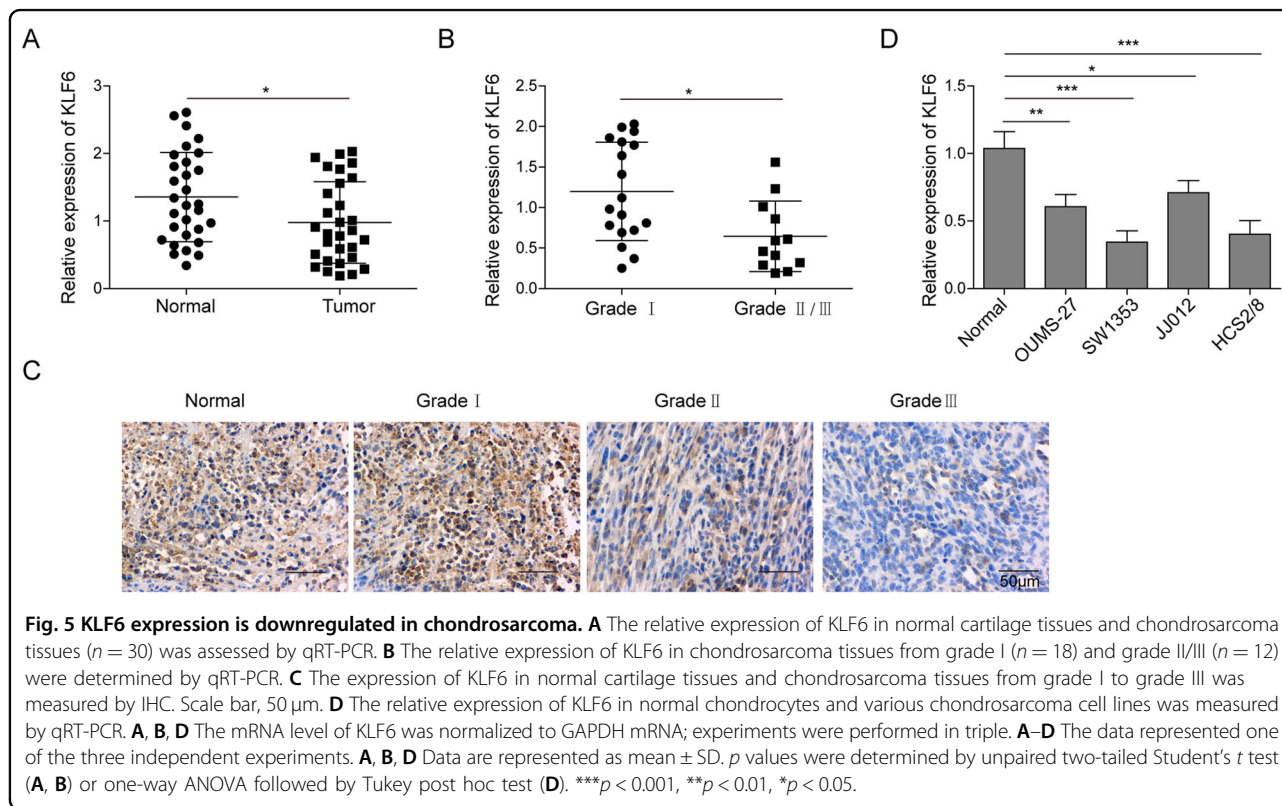 A
Relative expression of KLF6
3
2
1
0
*
Normal
Tumor
B
Relative expression of KLF6
2.5
2.0
1.5
1.0
0.5
0.0
*
Grade Ⅰ
Grade Ⅱ/Ⅲ
D
Relative expression of KLF6
1.5
1.0
0.5
0.0
***
*
***
**
Normal
OUMS-27
SW1353
JJ012
HCS2/8
C
Normal
Grade Ⅰ
Grade Ⅱ
Grade Ⅲ
50μm
Fig. 5 KLF6 expression is downregulated in chondrosarcoma. A The relative expression of KLF6 in normal cartilage tissues and chondrosarcoma
tissues (n = 30) was assessed by qRT-PCR. B The relative expression of KLF6 in chondrosarcoma tissues from grade I (n = 18) and grade II/III (n = 12)
were determined by qRT-PCR. C The expression of KLF6 in normal cartilage tissues and chondrosarcoma tissues from grade I to grade III was
measured by IHC. Scale bar, 50 μm. D The relative expression of KLF6 in normal chondrocytes and various chondrosarcoma cell lines was measured
by qRT-PCR. A, B, D The mRNA level of KLF6 was normalized to GAPDH mRNA; experiments were performed in triple. A–D The data represented one
of the three independent experiments. A, B, D Data are represented as mean ± SD. p values were determined by unpaired two-tailed Student's t test
(A, B) or one-way ANOVA followed by Tukey post hoc test (D). ***p < 0.001, **p < 0.01, *p < 0.05.